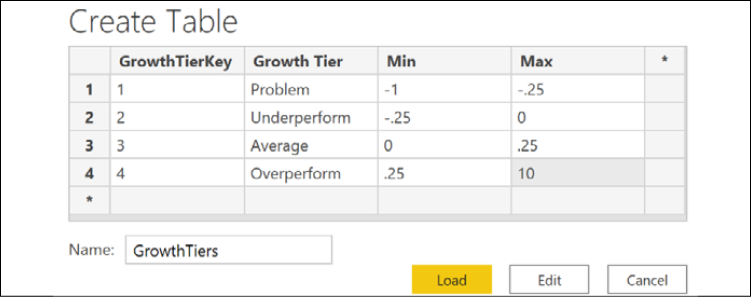 Create Table
GrowthTierKey Growth Tier Min Max *
1 1 Problem -1 -.25
2 2 Underperform -.25 0
3 3 Average 0 .25
4 4 Overperform .25 10
*
Name: GrowthTiers
Load Edit Cancel